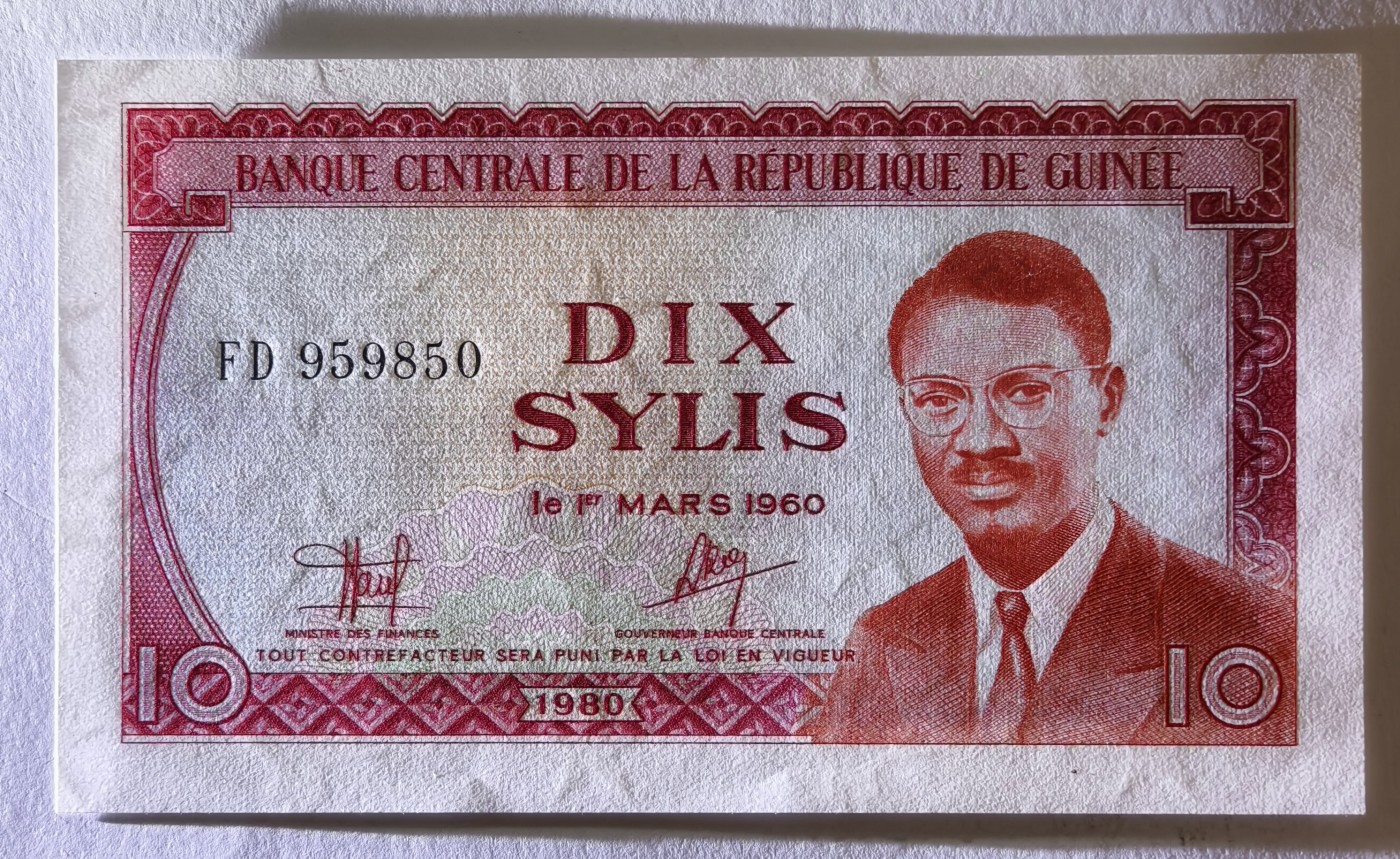 BANQUE CENTRALE DE LA RÉPUBLIQUE DE GUINÉE
FD 959850
DIX
SYLIS
le 1er MARS 1960
MINISTRE DES FINANCES
GOUVERNEUR BANQUE CENTRALE
TOUT CONTREFACTEUR SERA PUNI PAR LA LOI EN VIGUEUR
10
1980
10